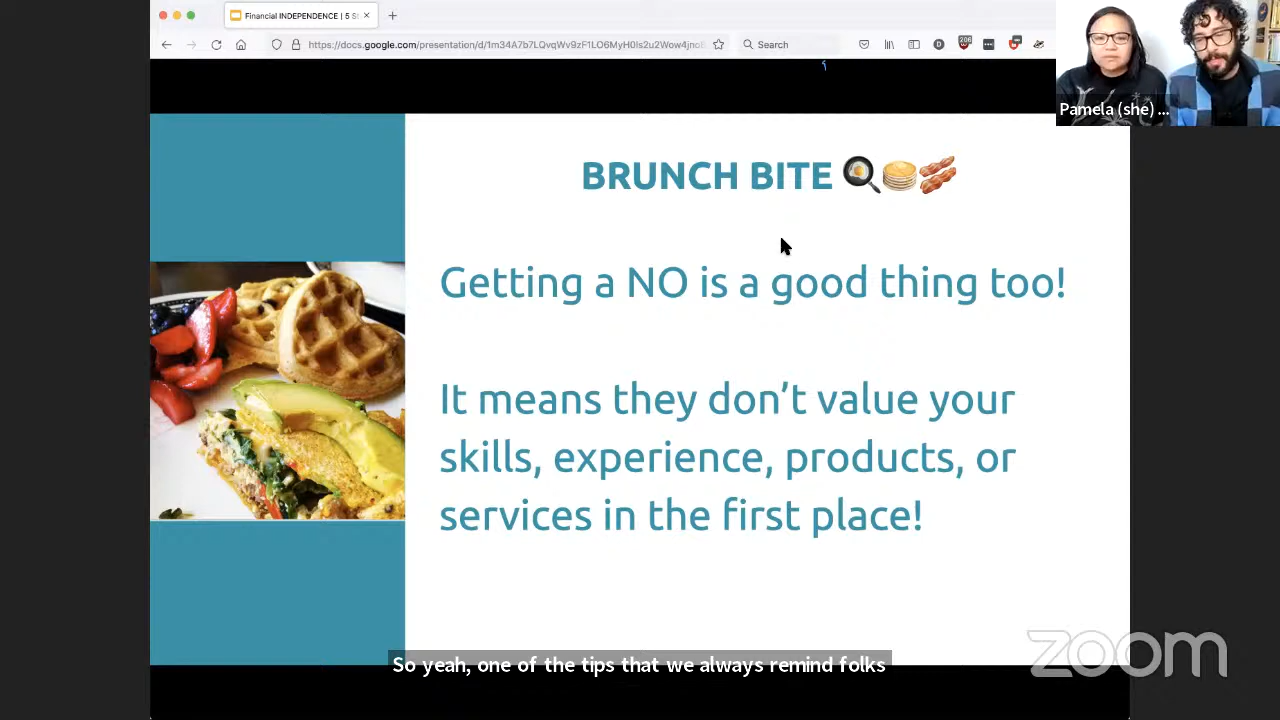 Financial INDEPENDENCE | 5 S
https://docs.google.com/presentation/d/1m34A7b7LQvqWv9zF1LO6MyH0ls2u2Wow4jno
Search
206
Pamela (she) ...
BRUNCH BITE
Getting a NO is a good thing too!
It means they don’t value your
skills, experience, products, or
services in the first place!
So yeah, one of the tips that we always remind folks
zoom